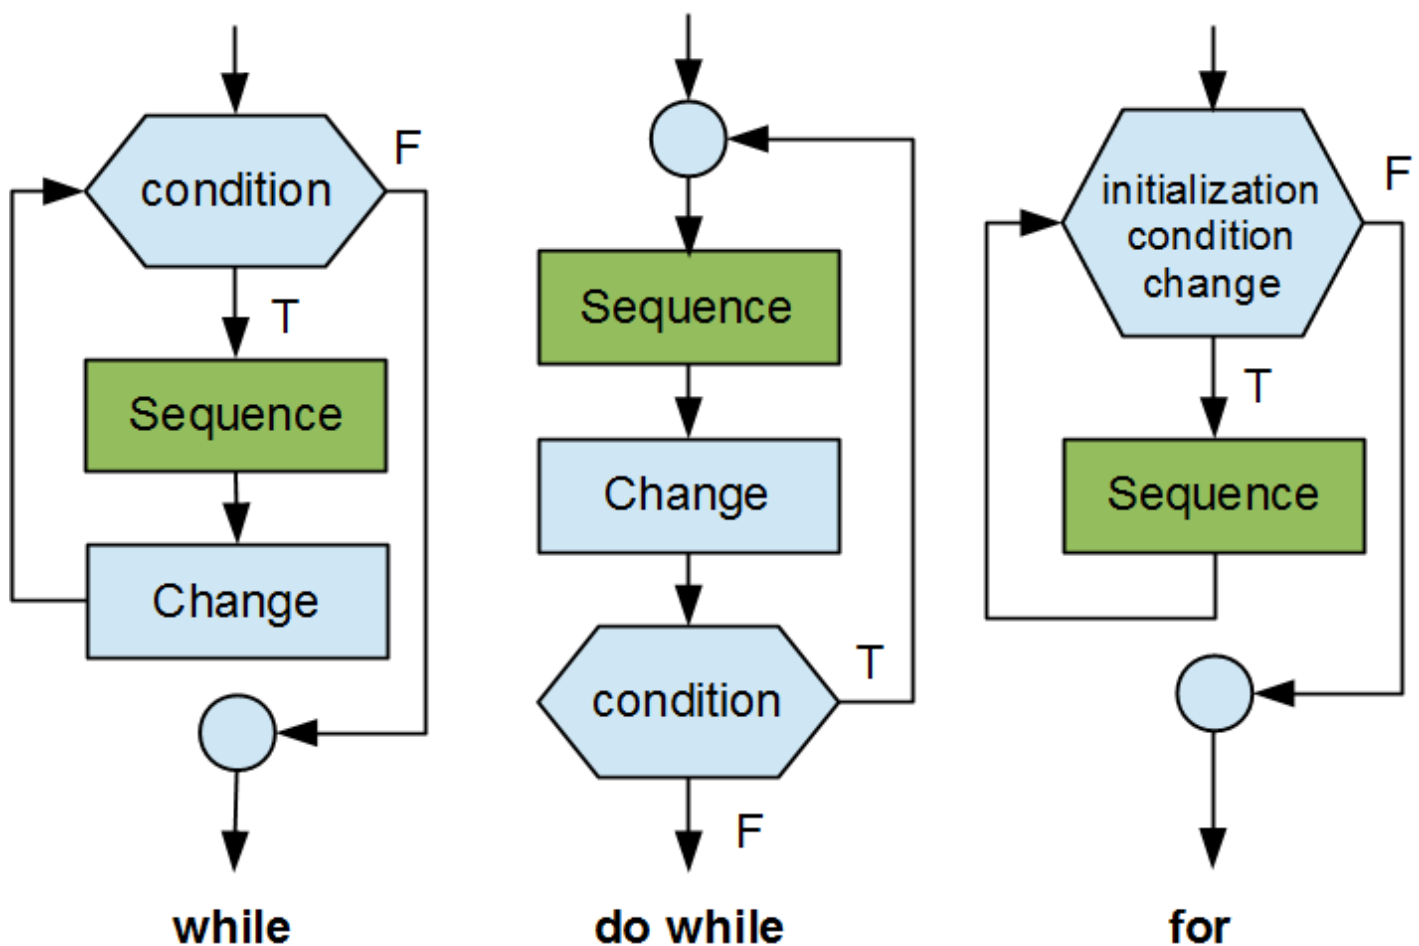 condition
F
T
Sequence
Change
while
Sequence
Change
condition
T
F
do while
initialization
condition
change
F
T
Sequence
for